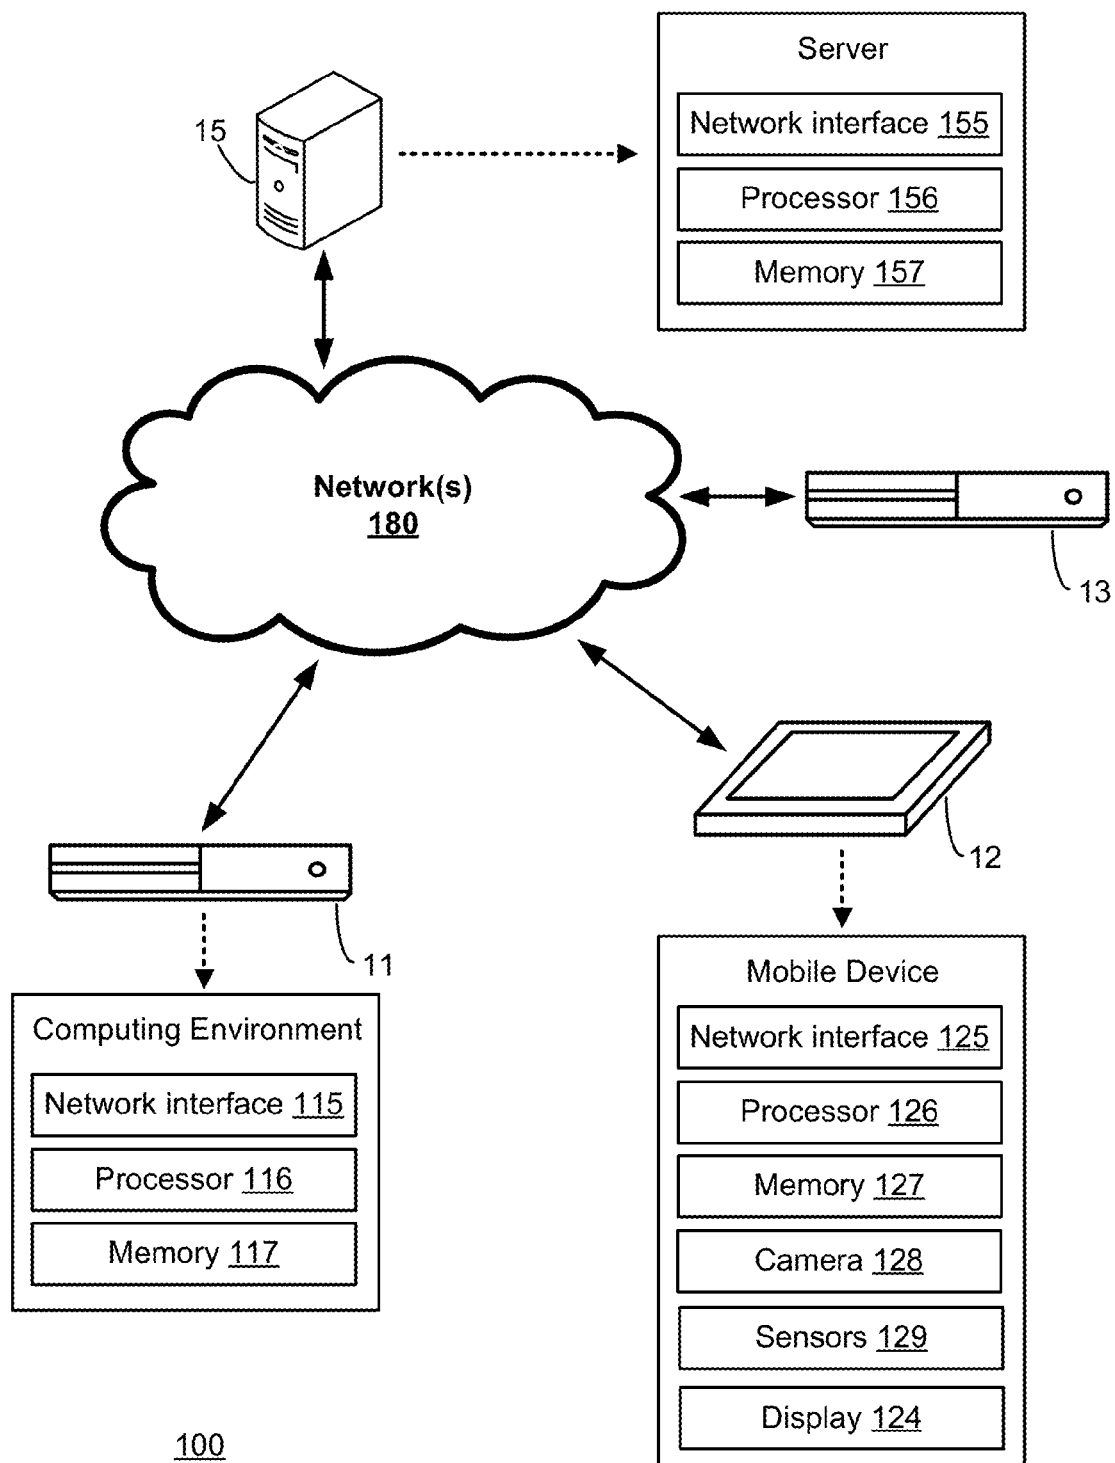 Server
Network interface 155
Processor 156
Memory 157
15
Network(s)
180
13
12
11
Computing Environment
Network interface 115
Processor 116
Memory 117
Mobile Device
Network interface 125
Processor 126
Memory 127
Camera 128
Sensors 129
Display 124
100